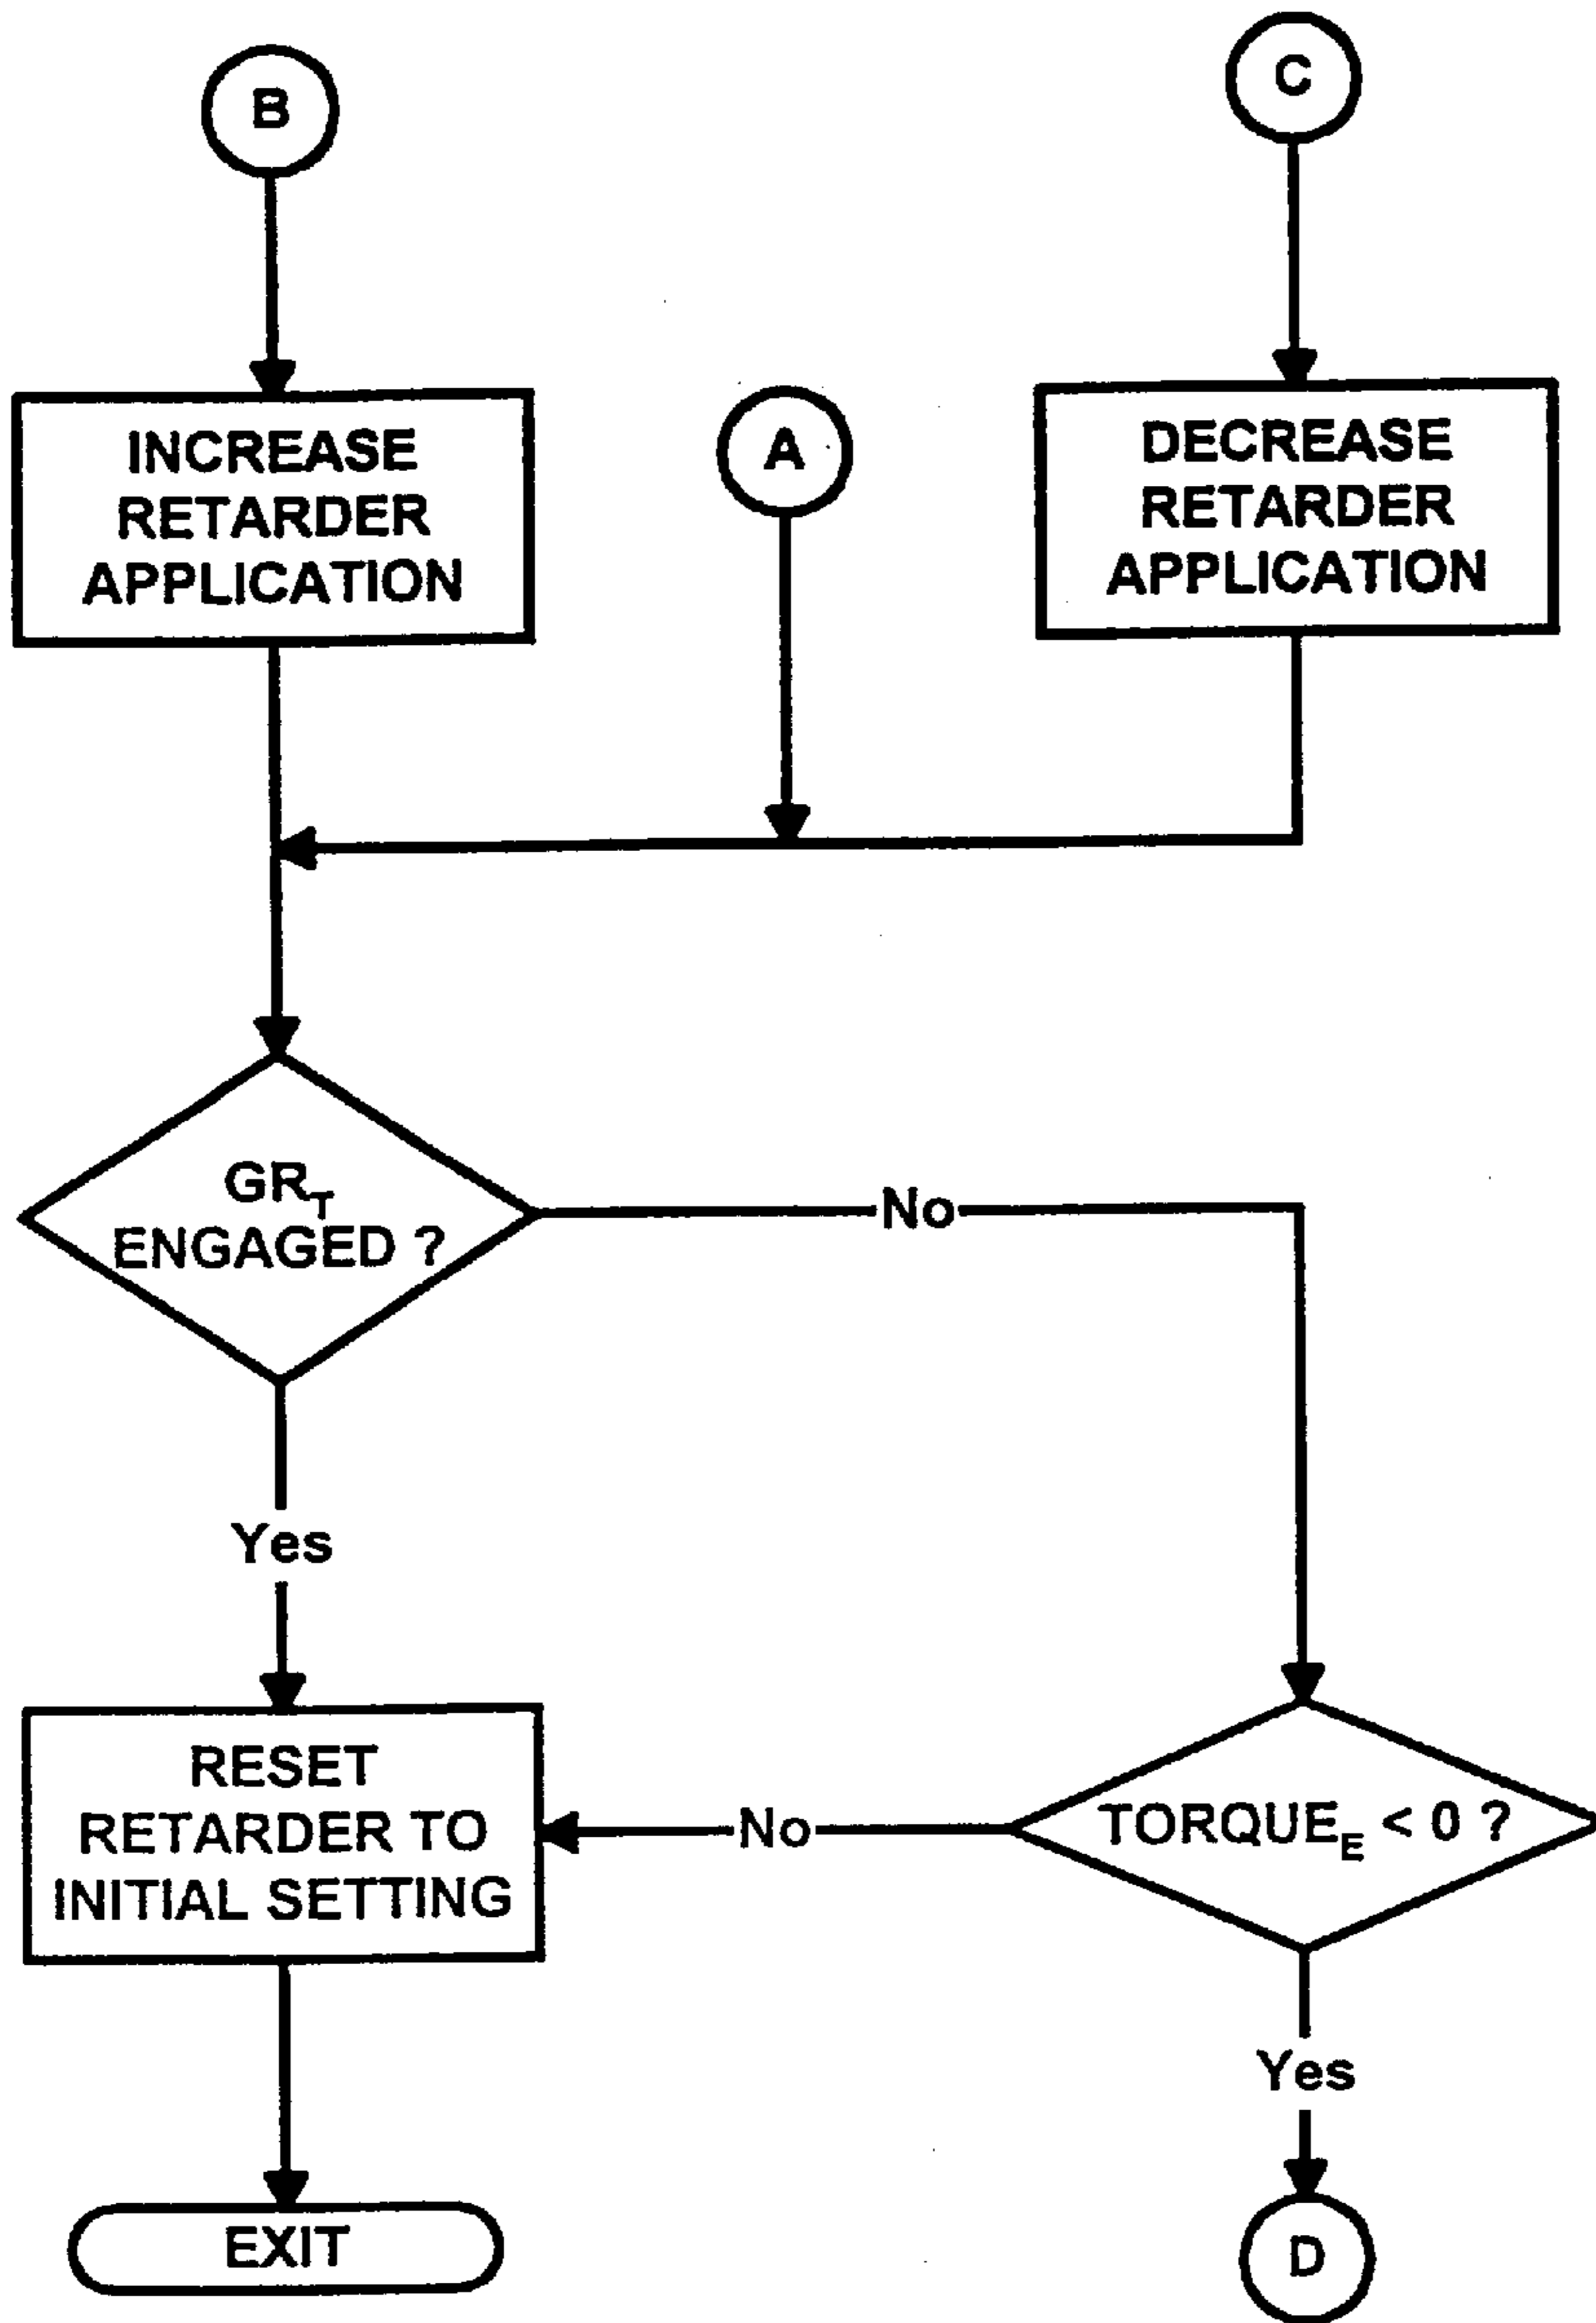 B
C
INCREASE
RETARDER
APPLICATION
A
DECREASE
RETARDER
APPLICATION
GR_T
ENGAGED ?
No
Yes
RESET
RETARDER TO
INITIAL SETTING
No
TORQUE_E < 0 ?
Yes
EXIT
D